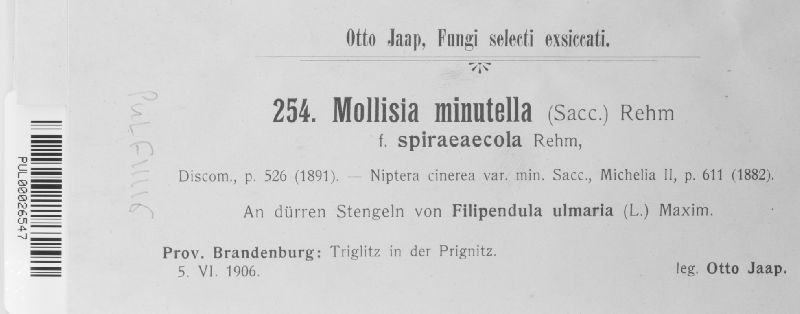 Otto Jaap, Fungi selecti exsiccati.
254. Mollisia minutella (Sacc.) Rehm
f. spiraeaecola Rehm,
Discom., p. 526 (1891). — Niptera cinerea var. min. Sacc., Michelia II, p. 611 (1882).
An dürren Stengeln von Filipendula ulmaria (L.) Maxim.
Prov. Brandenburg: Triglitz in der Prignitz.
5. VI. 1906.
leg. Otto Jaap.
PUL00026547